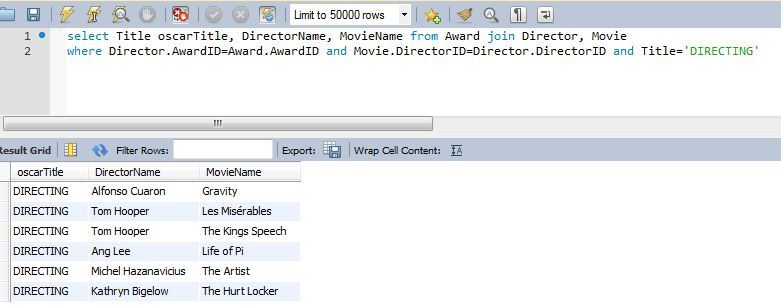 Limit to 50000 rows
1 select Title oscarTitle, DirectorName, MovieName from Award join Director, Movie
2 where Director.AwardID=Award.AwardID and Movie.DirectorID=Director.DirectorID and Title='DIRECTING'
Result Grid Filter Rows: Export: Wrap Cell Content:
oscarTitle DirectorName MovieName
DIRECTING Alfonso Cuaron Gravity
DIRECTING Tom Hooper Les Misérables
DIRECTING Tom Hooper The Kings Speech
DIRECTING Ang Lee Life of Pi
DIRECTING Michel Hazanavicius The Artist
DIRECTING Kathryn Bigelow The Hurt Locker